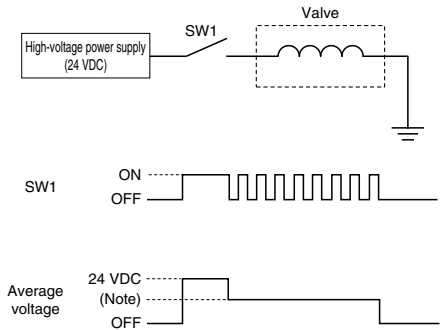 Valve
SW1
High-voltage power supply
(24 VDC)
SW1
ON
OFF
Average
voltage
24 VDC
(Note)
OFF